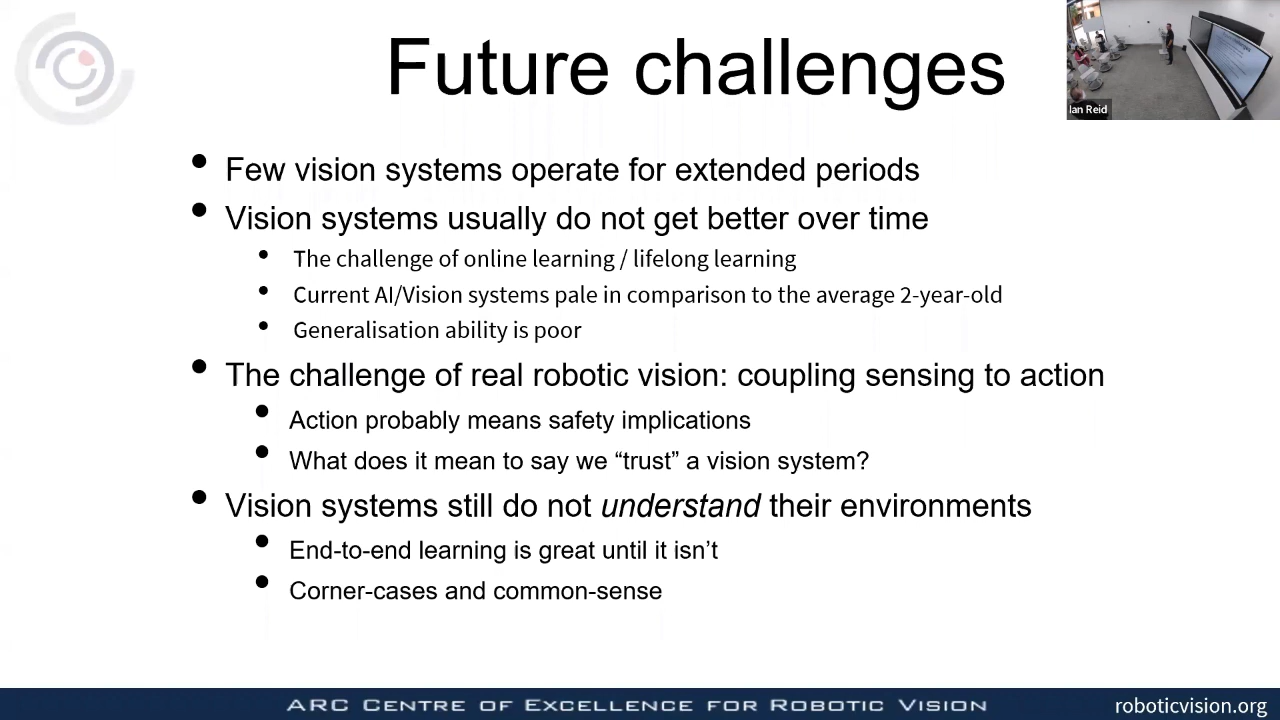 Future challenges
Ian Reid
Few vision systems operate for extended periods
Vision systems usually do not get better over time
The challenge of online learning / lifelong learning
Current AI/Vision systems pale in comparison to the average 2-year-old
Generalisation ability is poor
The challenge of real robotic vision: coupling sensing to action
Action probably means safety implications
What does it mean to say we “trust” a vision system?
Vision systems still do not understand their environments
End-to-end learning is great until it isn’t
Corner-cases and common-sense
ARC Centre of Excellence for Robotic Vision
roboticvision.org